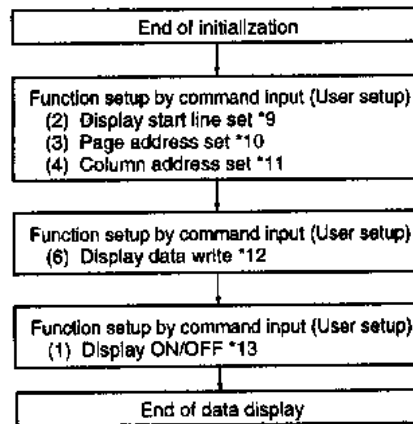 End of initialization
Function setup by command input (User setup)
(2) Display start line set *9
(3) Page address set *10
(4) Column address set *11
Function setup by command input (User setup)
(6) Display data write *12
Function setup by command input (User setup)
(1) Display ON/OFF *13
End of data display